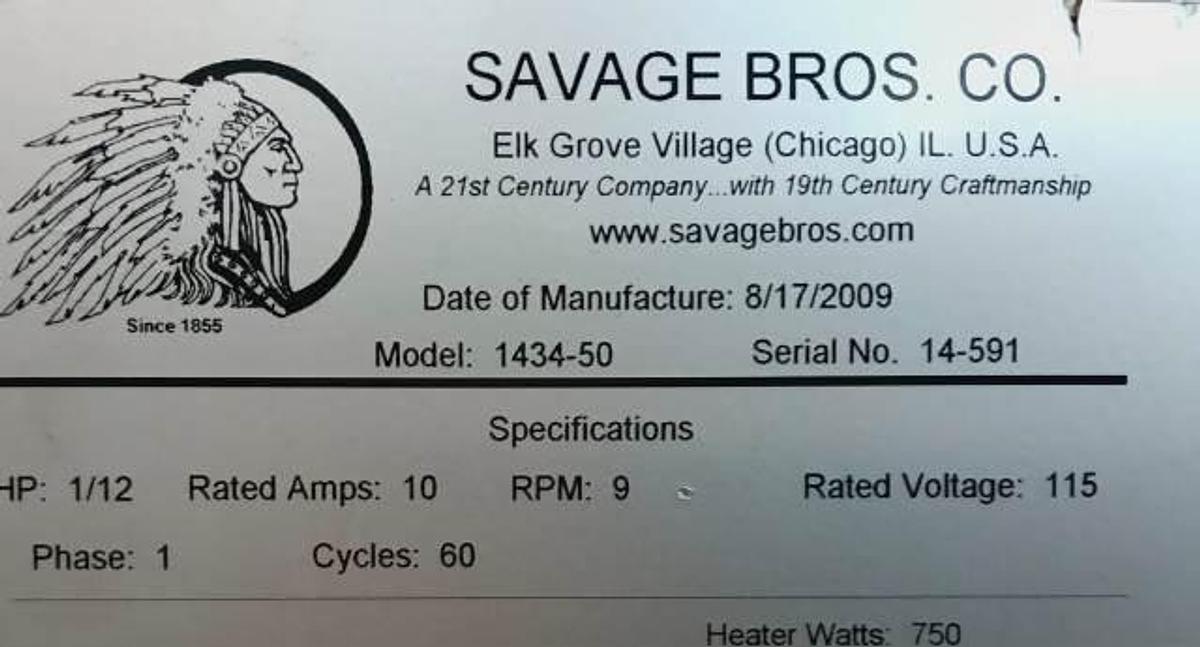 SAVAGE BROS. CO.
Elk Grove Village (Chicago) IL. U.S.A.
A 21st Century Company...with 19th Century Craftmanship
www.savagebros.com
Since 1855
Date of Manufacture: 8/17/2009
Model: 1434-50 Serial No. 14-591
Specifications
HP: 1/12 Rated Amps: 10 RPM: 9 Rated Voltage: 115
Phase: 1 Cycles: 60
Heater Watts: 750